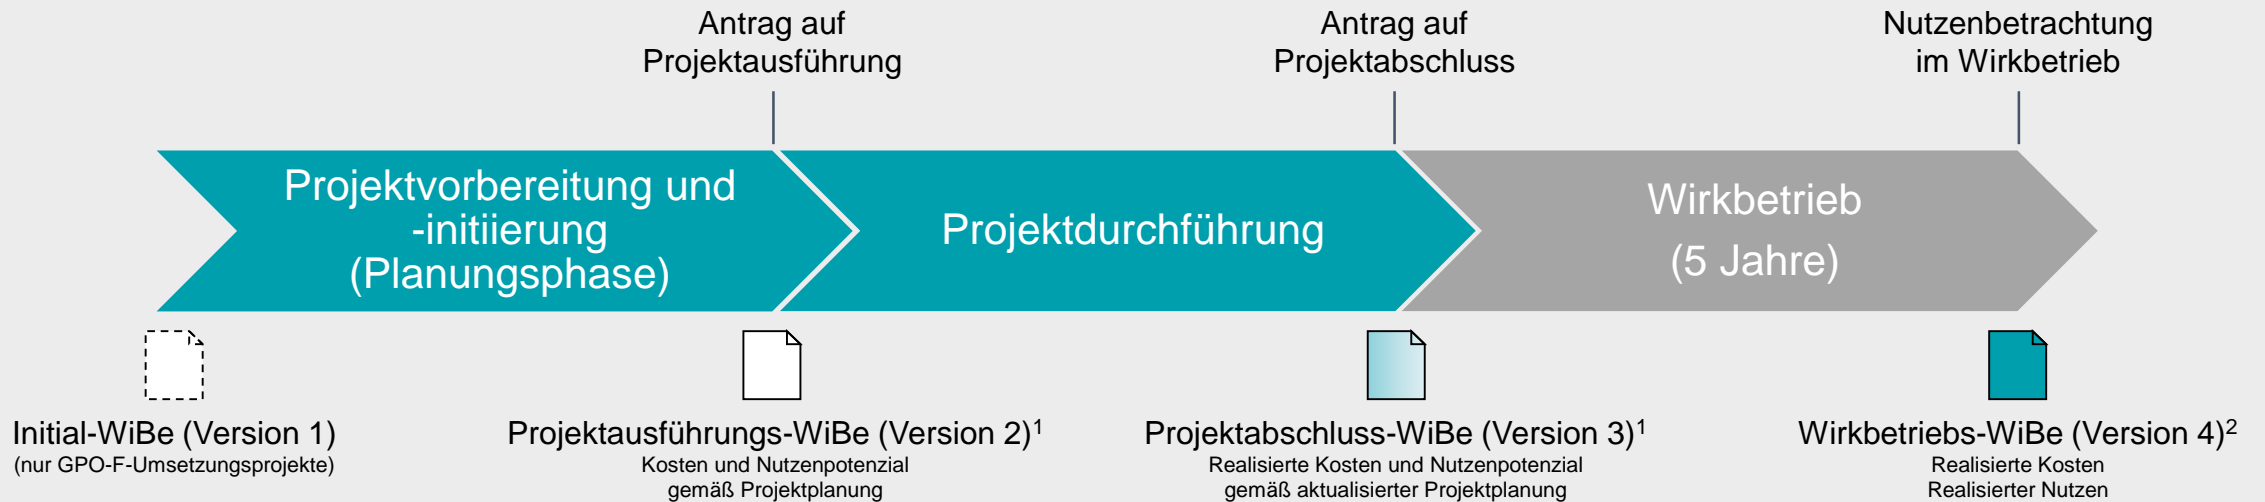 Antrag auf
Projektausführung
Antrag auf
Projektabschluss
Nutzenbetrachtung
im Wirkbetrieb
Projektvorbereitung und
-initiierung
(Planungsphase)
Projektdurchführung
Wirkbetrieb
(5 Jahre)
Initial-WiBe (Version 1)
(nur GPO-F-Umsetzungsprojekte)
Projektausführungs-WiBe (Version 2)¹
Kosten und Nutzenpotenzial
gemäß Projektplanung
Projektabschluss-WiBe (Version 3)¹
Realisierte Kosten und Nutzenpotenzial
gemäß aktualisierter Projektplanung
Wirkbetriebs-WiBe (Version 4)²
Realisierte Kosten
Realisierter Nutzen